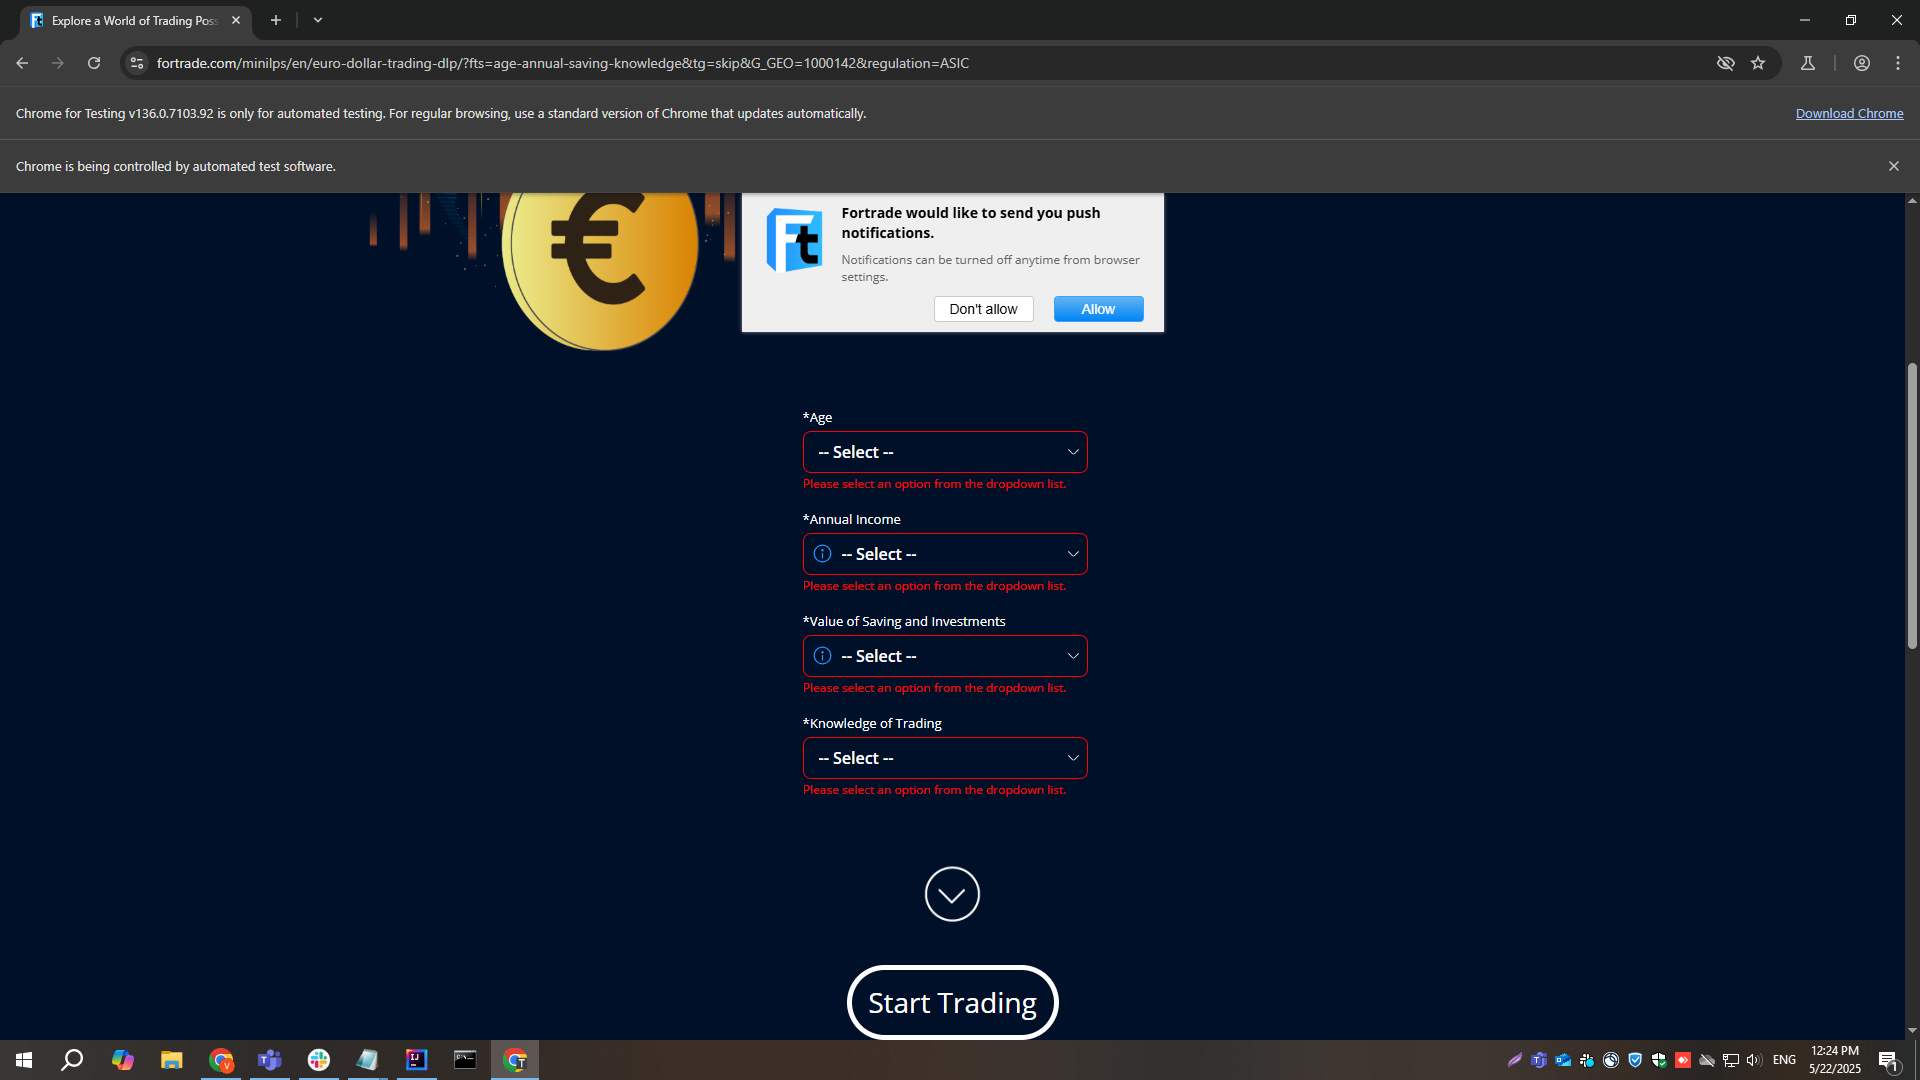 Explore a World of Trading Poss
fortrade.com/minilps/en/euro-dollar-trading-dlp/?fts=age-annual-saving-knowledge&tg=skip&G_GEO=1000142&regulation=ASIC
Chrome for Testing v136.0.7103.92 is only for automated testing. For regular browsing, use a standard version of Chrome that updates automatically.
Download Chrome
Chrome is being controlled by automated test software.
Fortrade would like to send you push
notifications.
Notifications can be turned off anytime from browser
settings.
Don't allow
Allow
*Age
-- Select --
Please select an option from the dropdown list.
*Annual Income
-- Select --
Please select an option from the dropdown list.
*Value of Saving and Investments
-- Select --
Please select an option from the dropdown list.
*Knowledge of Trading
-- Select --
Please select an option from the dropdown list.
Start Trading
ENG
12:24 PM
5/22/2025
1